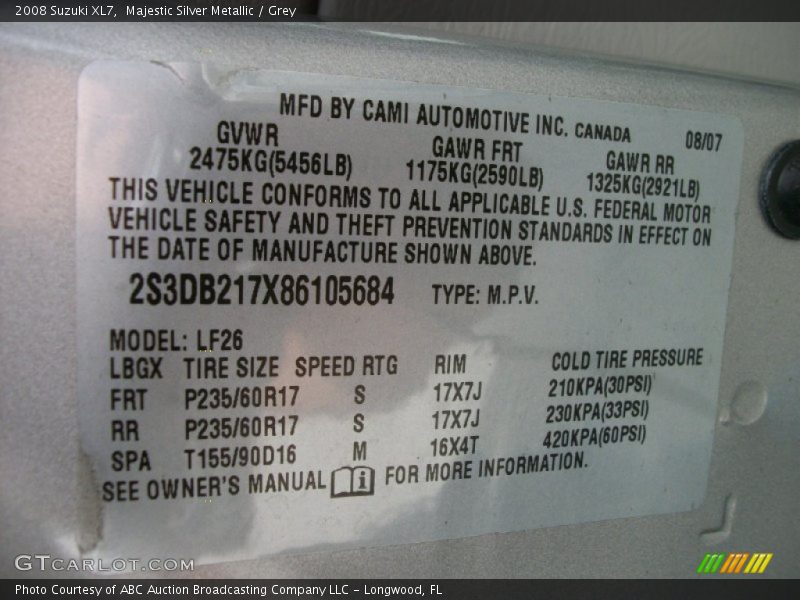 2008 Suzuki XL7, Majestic Silver Metallic / Grey
MFD BY CAMI AUTOMOTIVE INC. CANADA 08/07
GVWR GAWR FRT GAWR RR
2475KG(5456LB) 1175KG(2590LB) 1325KG(2921LB)
THIS VEHICLE CONFORMS TO ALL APPLICABLE U.S. FEDERAL MOTOR
VEHICLE SAFETY AND THEFT PREVENTION STANDARDS IN EFFECT ON
THE DATE OF MANUFACTURE SHOWN ABOVE.
2S3DB217X86105684 TYPE: M.P.V.
MODEL: LF26
LBGX TIRE SIZE SPEED RTG RIM COLD TIRE PRESSURE
FRT P235/60R17 S 17X7J 210KPA(30PSI)
RR P235/60R17 S 17X7J 230KPA(33PSI)
SPA T155/90D16 M 16X4T 420KPA(60PSI)
SEE OWNER'S MANUAL i FOR MORE INFORMATION.
GTCARLOT.COM
Photo Courtesy of ABC Auction Broadcasting Company LLC - Longwood, FL